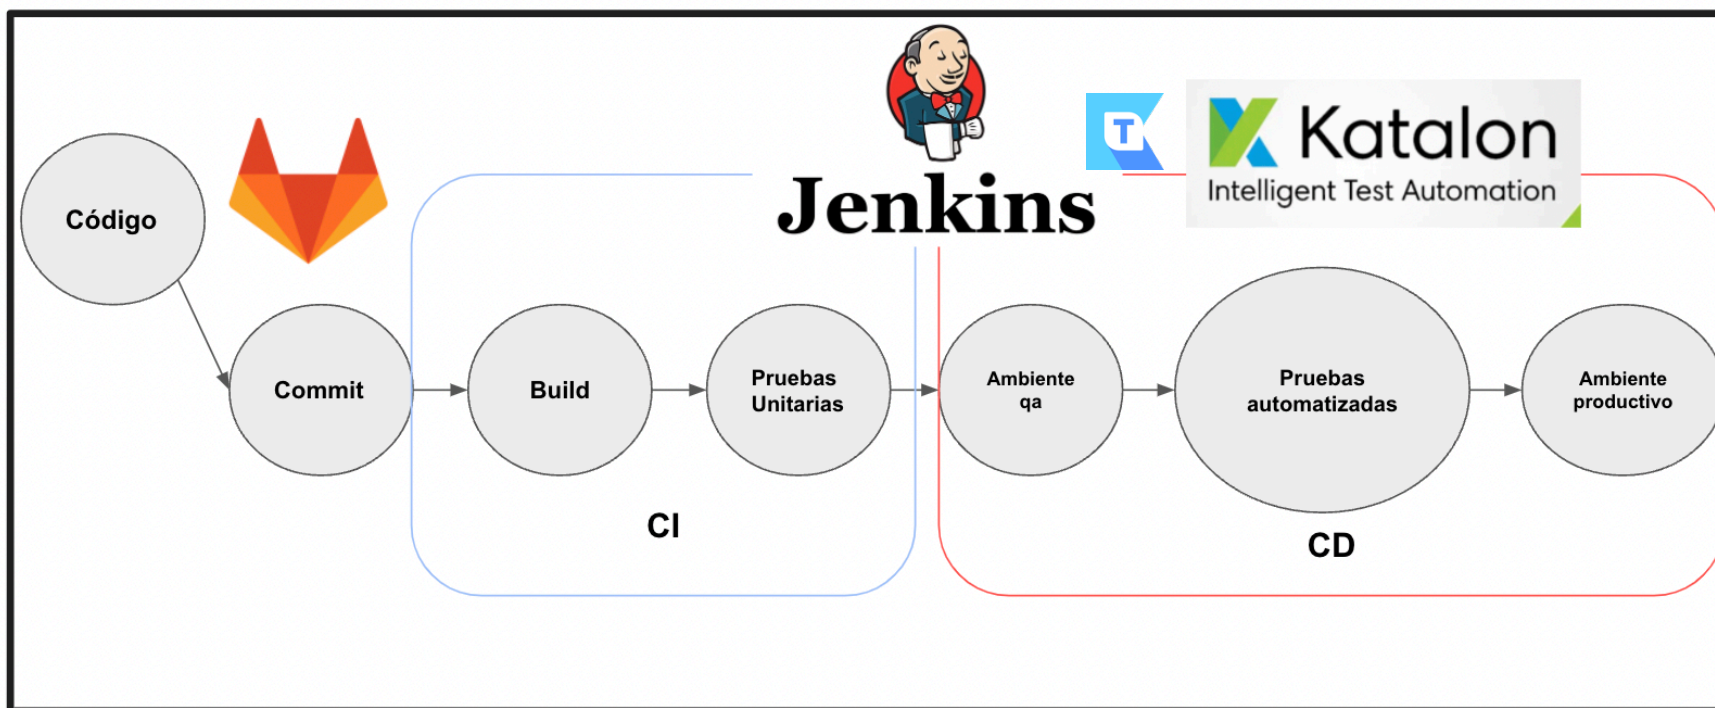 Jenkins
T
Katalon
Intelligent Test Automation
Código
Commit
Build
Pruebas
Unitarias
Ambiente
qa
Pruebas
automatizadas
Ambiente
productivo
CI
CD